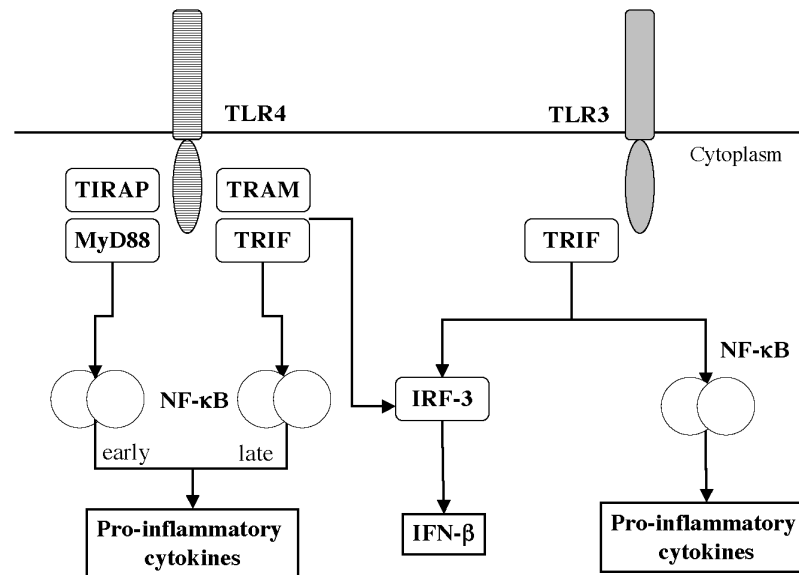 TLR4
TLR3
Cytoplasm
TIRAP
TRAM
MyD88
TRIF
TRIF
NF-κB
NF-κB
IRF-3
early
late
Pro-inflammatory
cytokines
IFN-β
Pro-inflammatory
cytokines